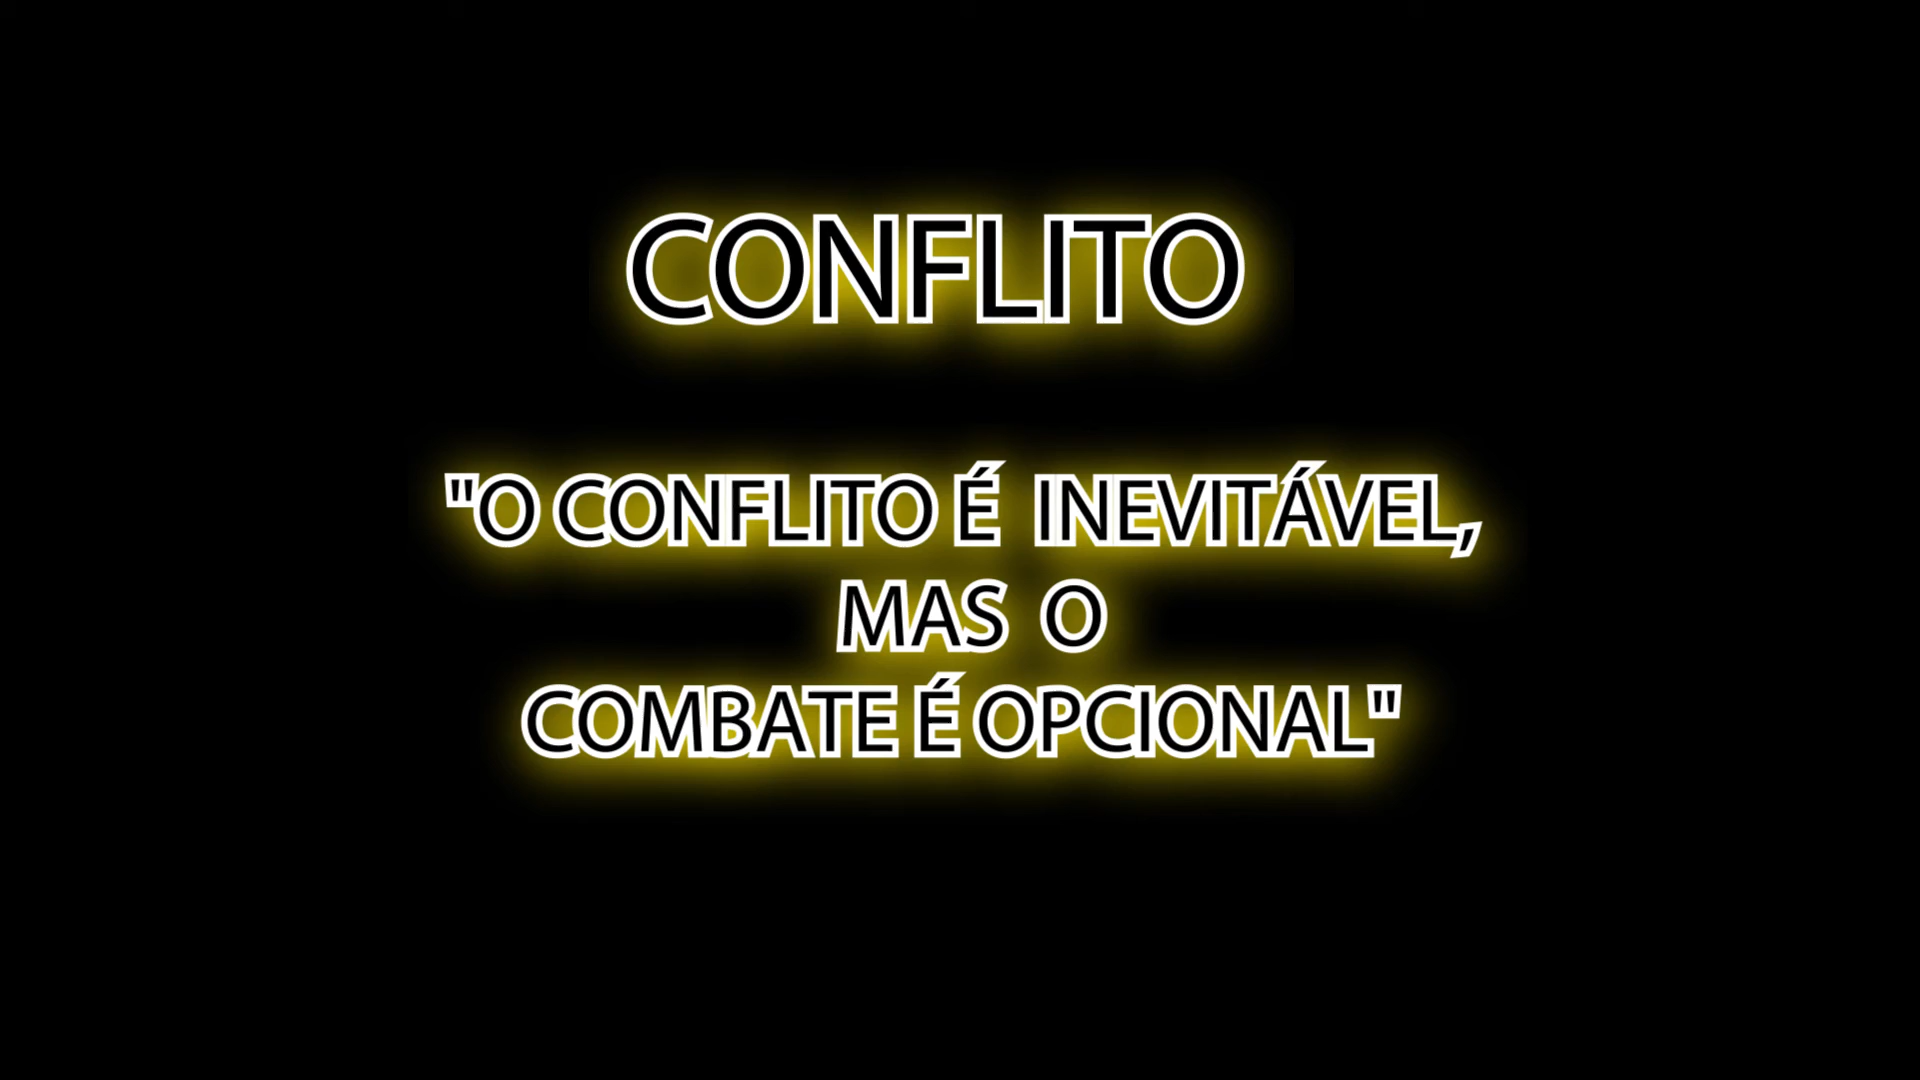 CONFLITO
"O CONFLITO É INEVITÁVEL,
MAS O
COMBATE É OPCIONAL"